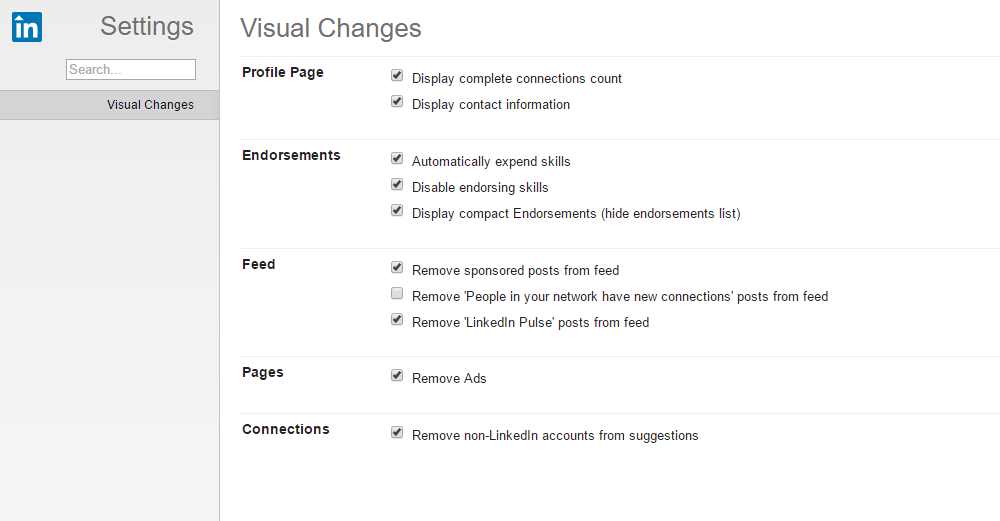 in
Settings
Search...
Visual Changes
Visual Changes
Profile Page
Display complete connections count
Display contact information
Endorsements
Automatically expend skills
Disable endorsing skills
Display compact Endorsements (hide endorsements list)
Feed
Remove sponsored posts from feed
Remove 'People in your network have new connections' posts from feed
Remove 'LinkedIn Pulse' posts from feed
Pages
Remove Ads
Connections
Remove non-LinkedIn accounts from suggestions